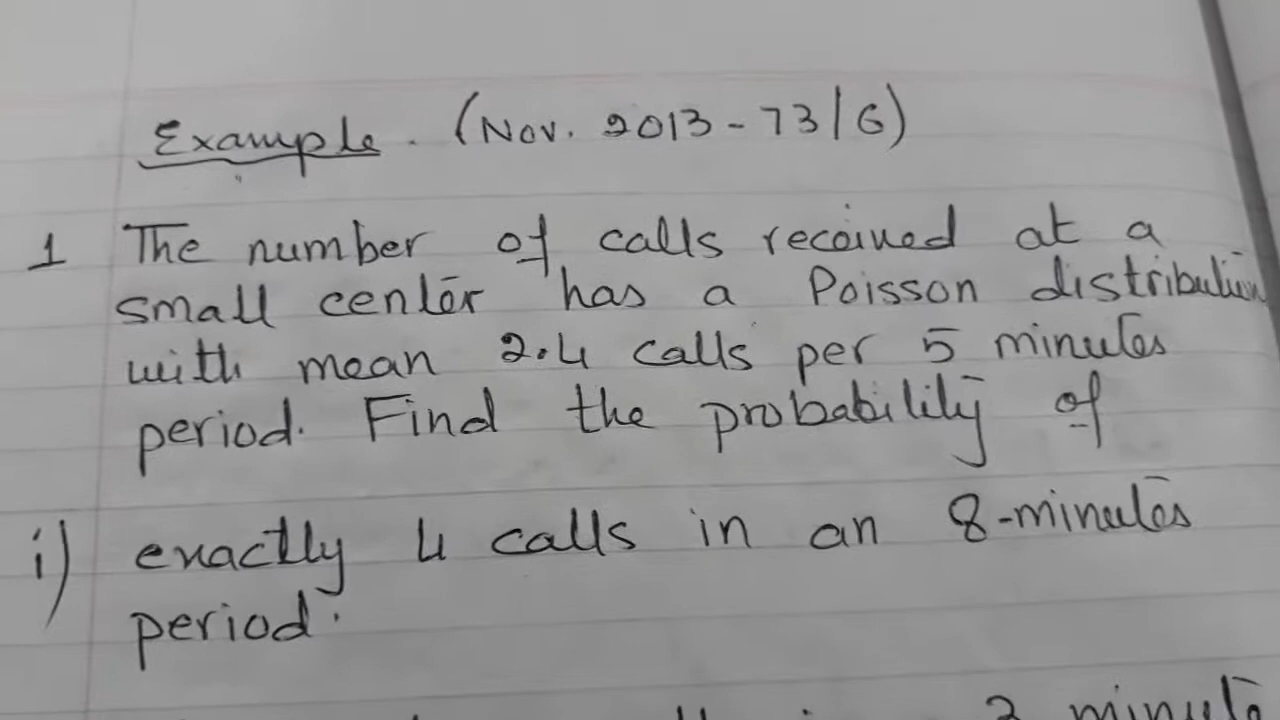 Example. (Nov. 2013 - 73/6)
1 The number of calls received at a
small center has a Poisson distribution
with mean 2.4 calls per 5 minutes
period. Find the probability of
i) exactly 4 calls in an 8-minutes
period.